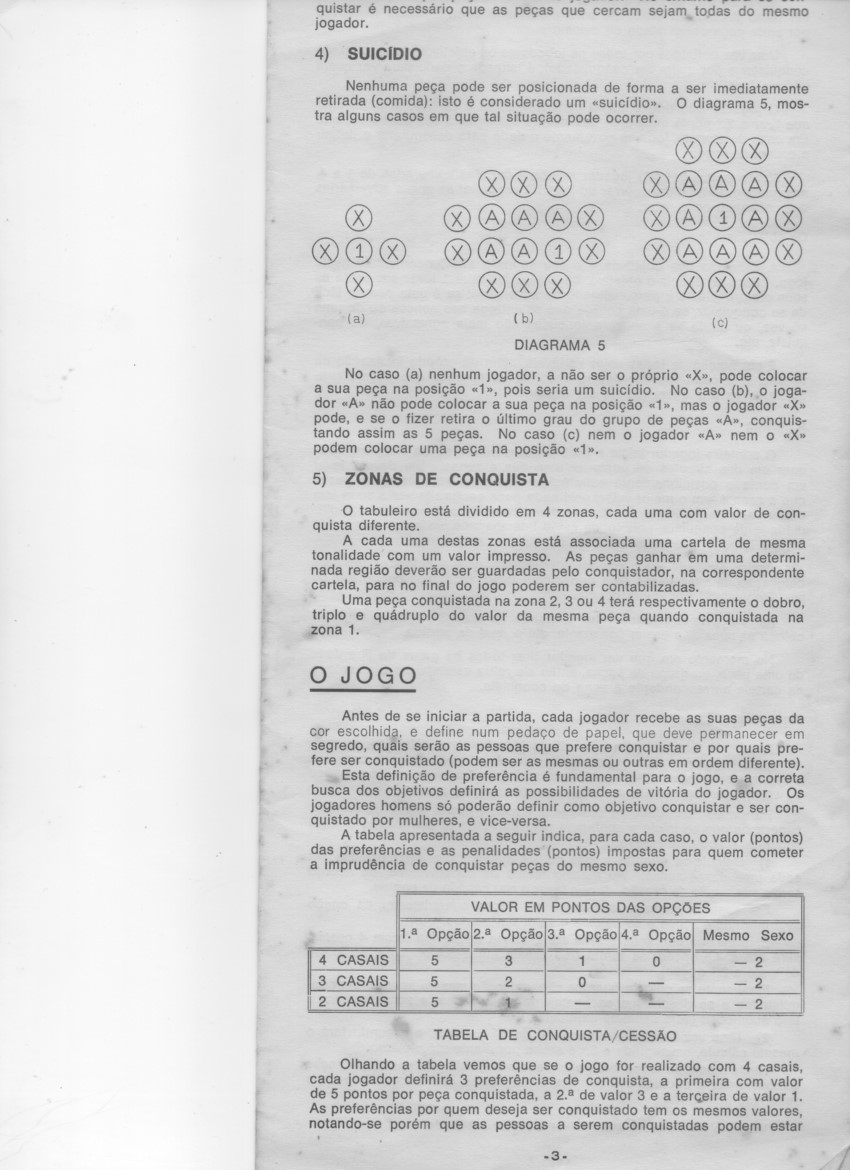 quistar é necessário que as peças que cercam sejam todas do mesmo
jogador.
4) SUICÍDIO
Nenhuma peça pode ser posicionada de forma a ser imediatamente
retirada (comida): isto é considerado um «suicídio». O diagrama 5, mos-
tra alguns casos em que tal situação pode ocorrer.
X X X
X X X X A A A X
X X A A A X X A 1 A X
X 1 X X A A 1 X X A A A X
X X X X X X X
(a) (b) (c)
DIAGRAMA 5
No caso (a) nenhum jogador, a não ser o próprio «X», pode colocar
a sua peça na posição «1», pois seria um suicídio. No caso (b), o joga-
dor «A» não pode colocar a sua peça na posição «1», mas o jogador «X»
pode, e se o fizer retira o último grau do grupo de peças «A», conquis-
tando assim as 5 peças. No caso (c) nem o jogador «A» nem o «X»
podem colocar uma peça na posição «1».
5) ZONAS DE CONQUISTA
O tabuleiro está dividido em 4 zonas, cada uma com valor de con-
quista diferente.
A cada uma destas zonas está associada uma cartela de mesma
tonalidade com um valor impresso. As peças ganhar em uma determi-
nada região deverão ser guardadas pelo conquistador, na correspondente
cartela, para no final do jogo poderem ser contabilizadas.
Uma peça conquistada na zona 2, 3 ou 4 terá respectivamente o dobro,
triplo e quádruplo do valor da mesma peça quando conquistada na
zona 1.
O JOGO
Antes de se iniciar a partida, cada jogador recebe as suas peças da
cor escolhida, e define num pedaço de papel, que deve permanecer em
segredo, quais serão as pessoas que prefere conquistar e por quais pre-
fere ser conquistado (podem ser as mesmas ou outras em ordem diferente).
Esta definição de preferência é fundamental para o jogo, e a correta
busca dos objetivos definirá as possibilidades de vitória do jogador. Os
jogadores homens só poderão definir como objetivo conquistar e ser con-
quistado por mulheres, e vice-versa.
A tabela apresentada a seguir indica, para cada caso, o valor (pontos)
das preferências e as penalidades (pontos) impostas para quem cometer
a imprudência de conquistar peças do mesmo sexo.
VALOR EM PONTOS DAS OPÇÕES
1.ª Opção 2.ª Opção 3.ª Opção 4.ª Opção Mesmo Sexo
4 CASAIS 5 3 1 0 — 2
3 CASAIS 5 2 0 — — 2
2 CASAIS 5 1 — — — 2
TABELA DE CONQUISTA/CESSÃO
Olhando a tabela vemos que se o jogo for realizado com 4 casais,
cada jogador definirá 3 preferências de conquista, a primeira com valor
de 5 pontos por peça conquistada, a 2.ª de valor 3 e a terceira de valor 1.
As preferências por quem deseja ser conquistado tem os mesmos valores,
notando-se porém que as pessoas a serem conquistadas podem estar
-3-